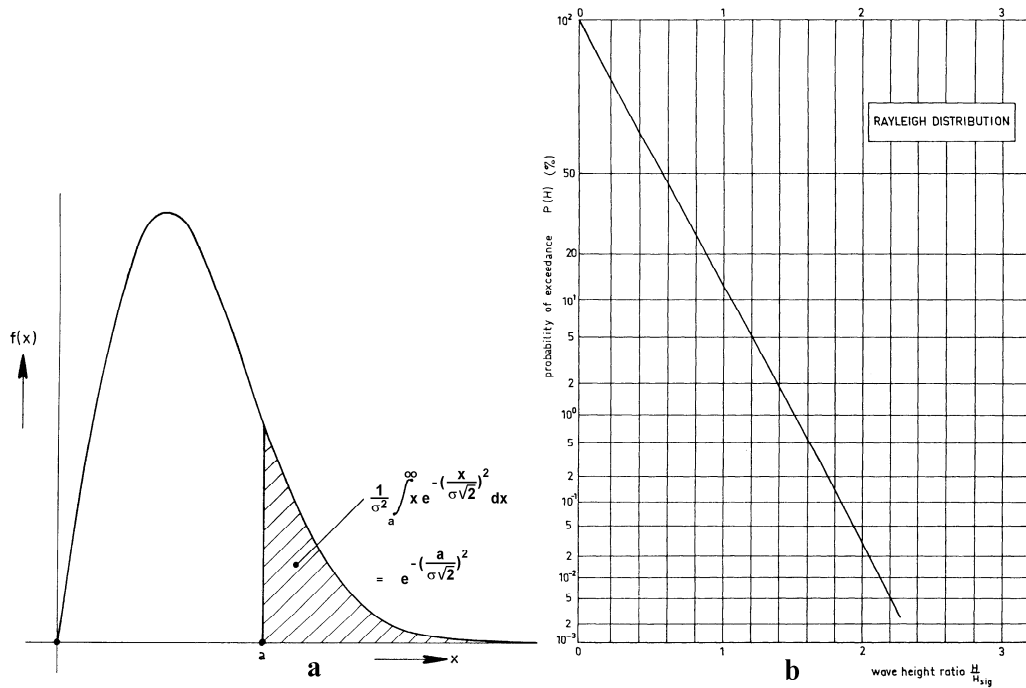 f(x)
1/σ² ∫ₐ^∞ x e^-(x/σ√2)² dx
= e^-(a/σ√2)²
a
x
a
0 1 2 3
10²
50
20
10¹
5
2
10⁰
5
2
10⁻¹
5
2
10⁻²
5
2
10⁻³
probability of exceedance P(H) (%)
RAYLEIGH DISTRIBUTION
0 1 2 3
wave height ratio H/Hsig
b